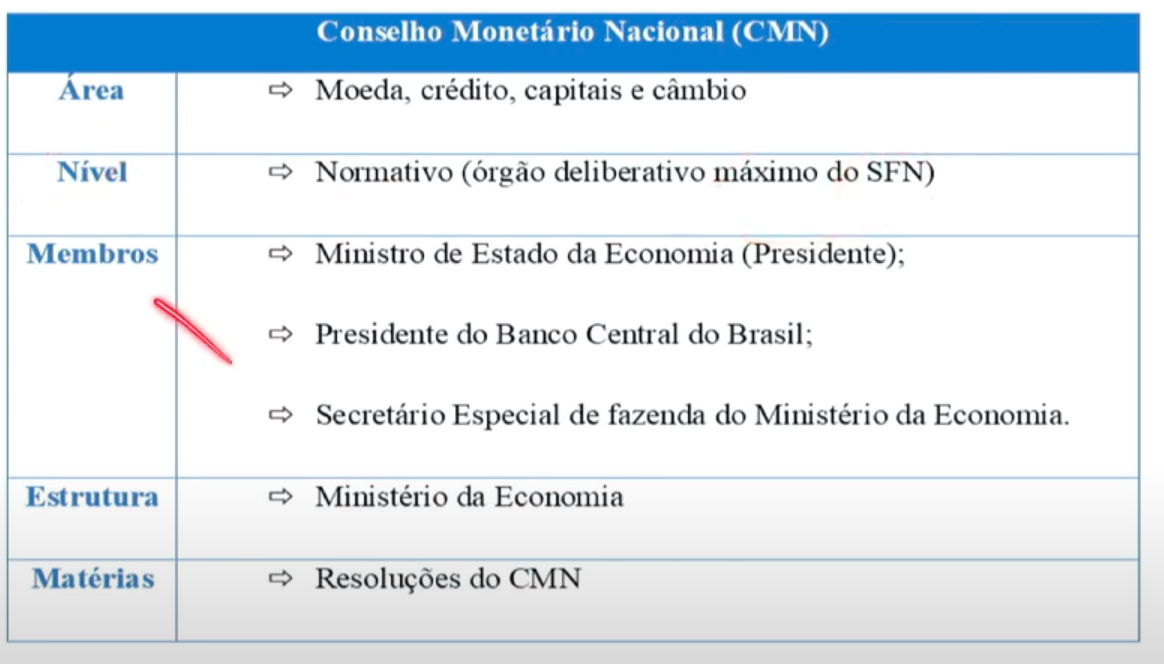 Conselho Monetário Nacional (CMN)
Área ⇨ Moeda, crédito, capitais e câmbio
Nível ⇨ Normativo (órgão deliberativo máximo do SFN)
Membros ⇨ Ministro de Estado da Economia (Presidente);
⇨ Presidente do Banco Central do Brasil;
⇨ Secretário Especial de fazenda do Ministério da Economia.
Estrutura ⇨ Ministério da Economia
Matérias ⇨ Resoluções do CMN